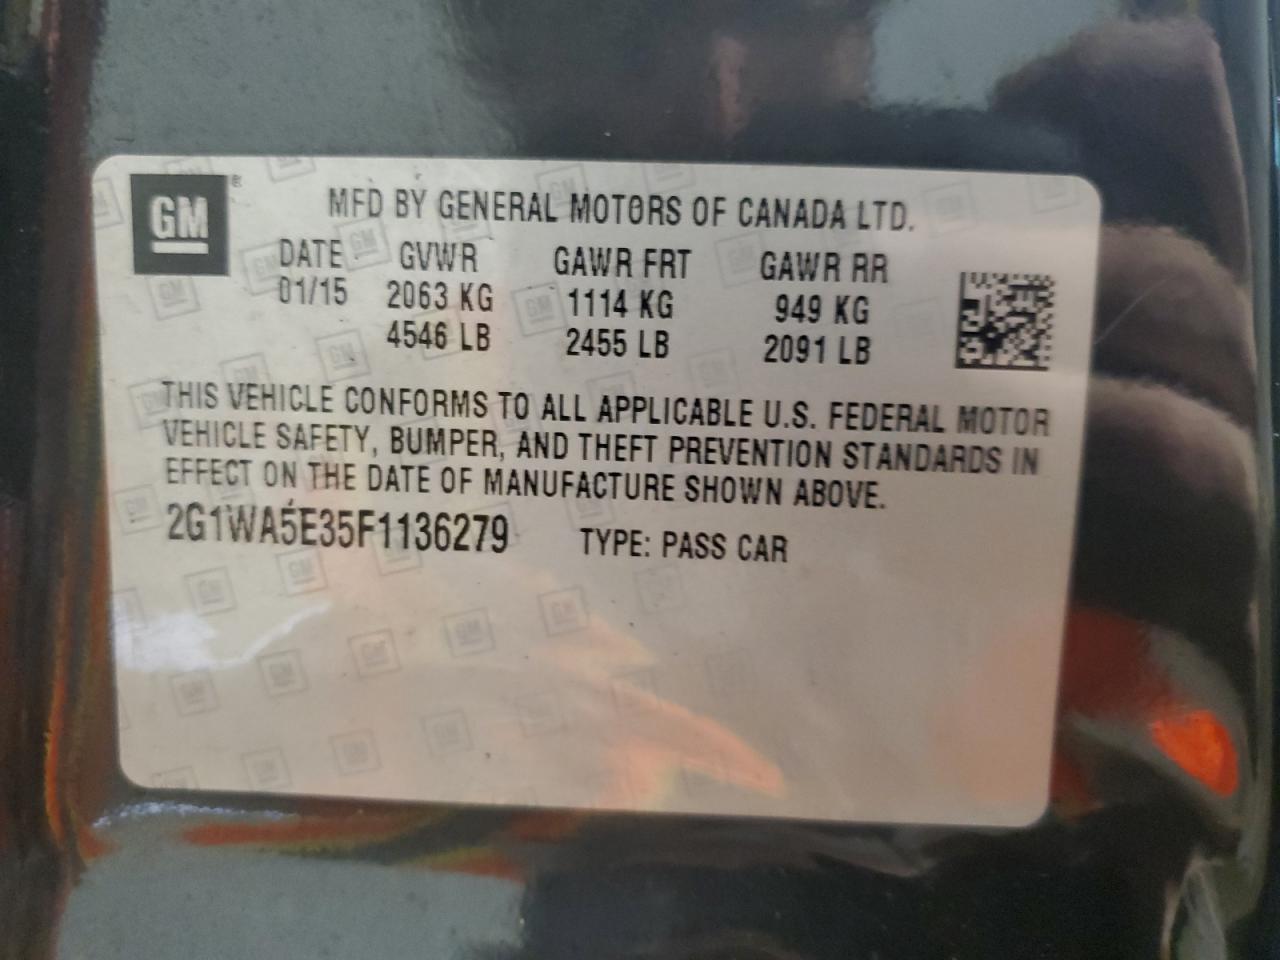 GM®
MFD BY GENERAL MOTORS OF CANADA LTD.
DATE GVWR GAWR FRT GAWR RR
01/15 2063 KG 1114 KG 949 KG
4546 LB 2455 LB 2091 LB
THIS VEHICLE CONFORMS TO ALL APPLICABLE U.S. FEDERAL MOTOR
VEHICLE SAFETY, BUMPER, AND THEFT PREVENTION STANDARDS IN
EFFECT ON THE DATE OF MANUFACTURE SHOWN ABOVE.
2G1WA5E35F1136279 TYPE: PASS CAR